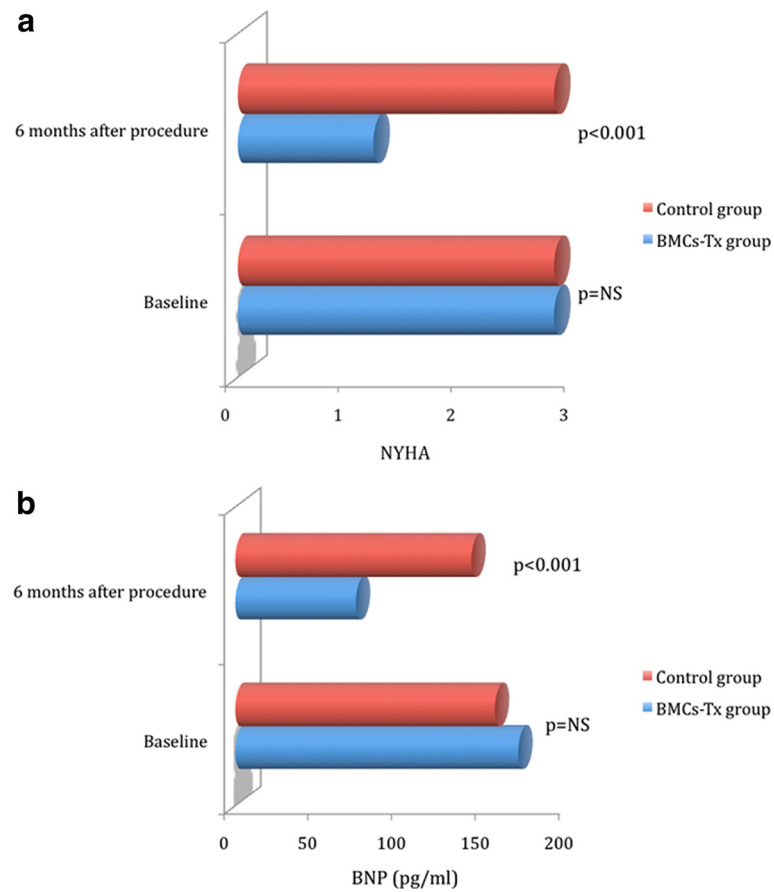 a
6 months after procedure
p<0.001
Control group
BMCs-Tx group
Baseline
p=NS
0 1 2 3
NYHA
b
6 months after procedure
p<0.001
Control group
BMCs-Tx group
Baseline
p=NS
0 50 100 150 200
BNP (pg/ml)